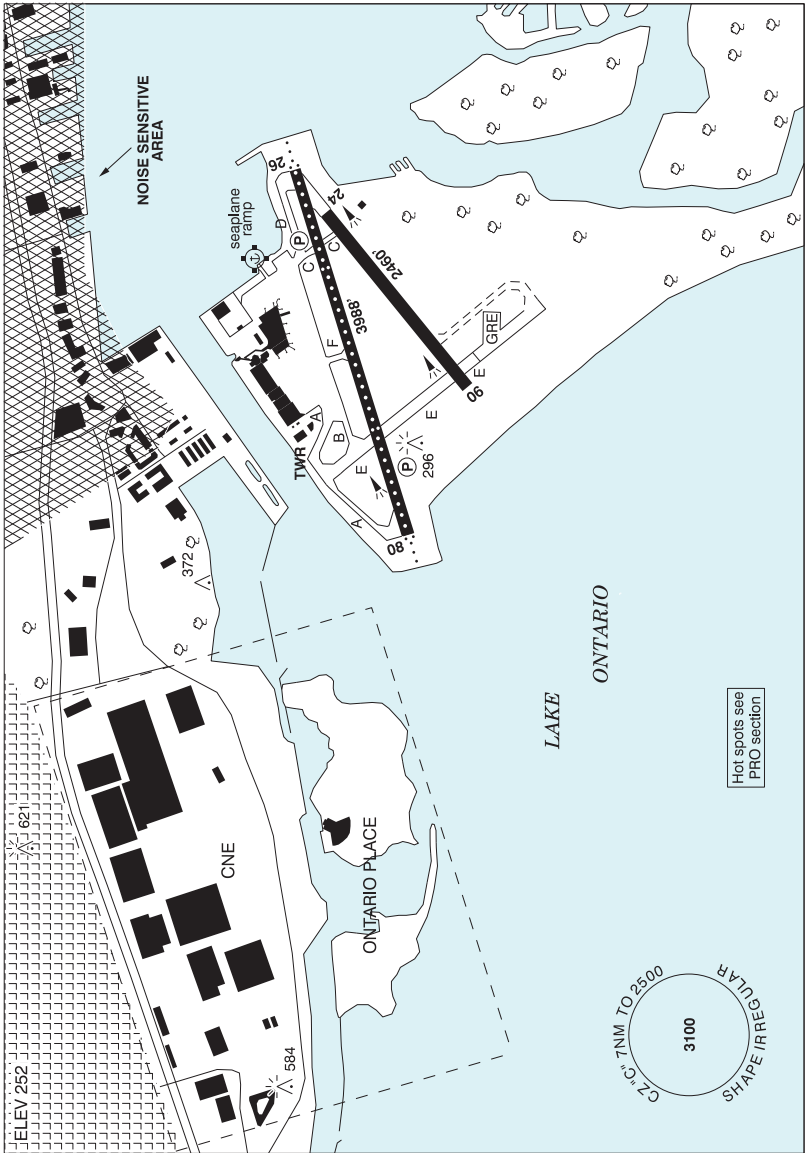 ELEV 252
621
NOISE SENSITIVE
AREA
seaplane
ramp
26
24
D
P
C
C
3988'
2460'
F
GRE
E
E
E
06
A
B
TWR
P
296
A
08
372
CNE
ONTARIO PLACE
584
LAKE
ONTARIO
Hot spots see
PRO section
CZ "C" 7NM TO 2500
3100
SHAPE IRREGULAR